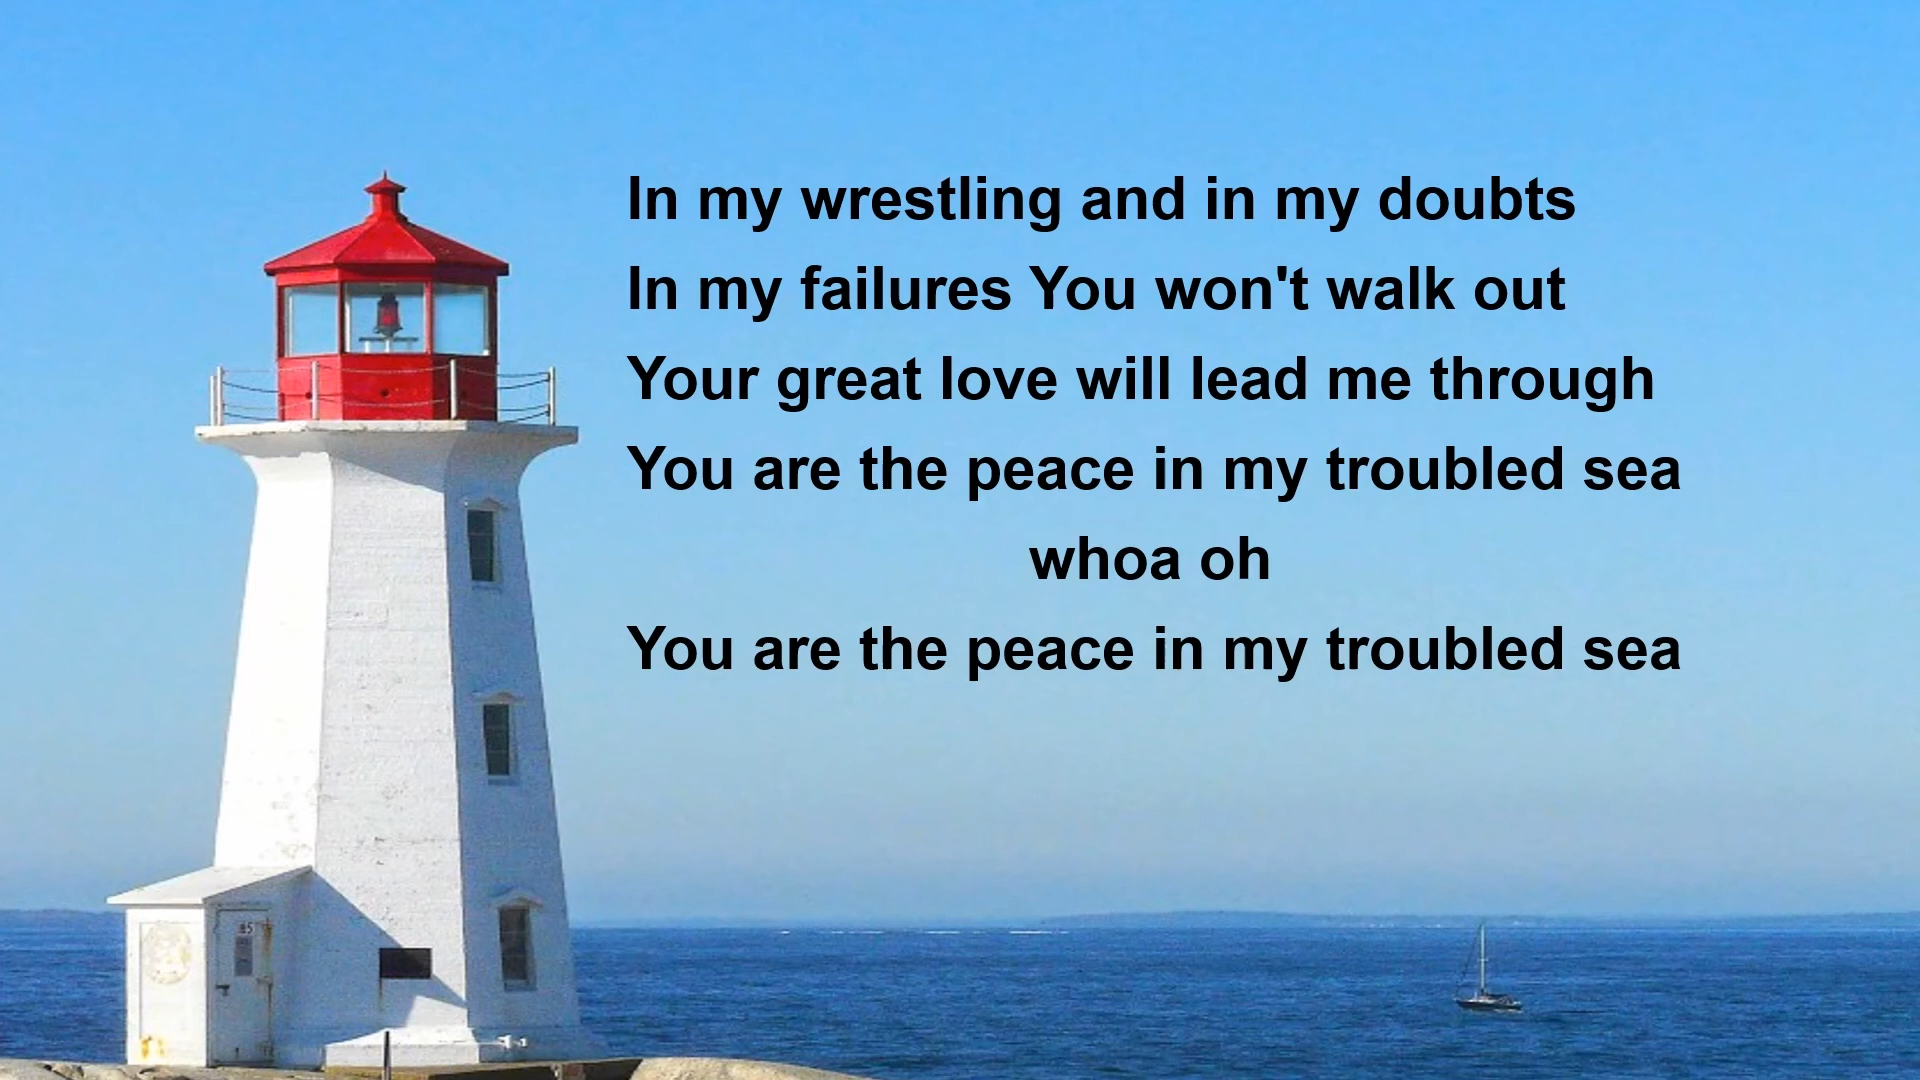 In my wrestling and in my doubts
In my failures You won't walk out
Your great love will lead me through
You are the peace in my troubled sea
whoa oh
You are the peace in my troubled sea
85